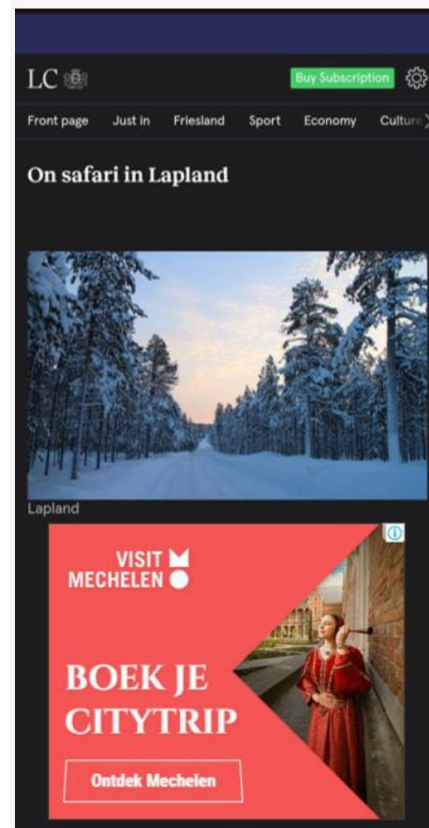 LC
Buy Subscription
Front page Just in Friesland Sport Economy Culture
On safari in Lapland
Lapland
VISIT
MECHELEN
BOEK JE
CITYTRIP
Ontdek Mechelen